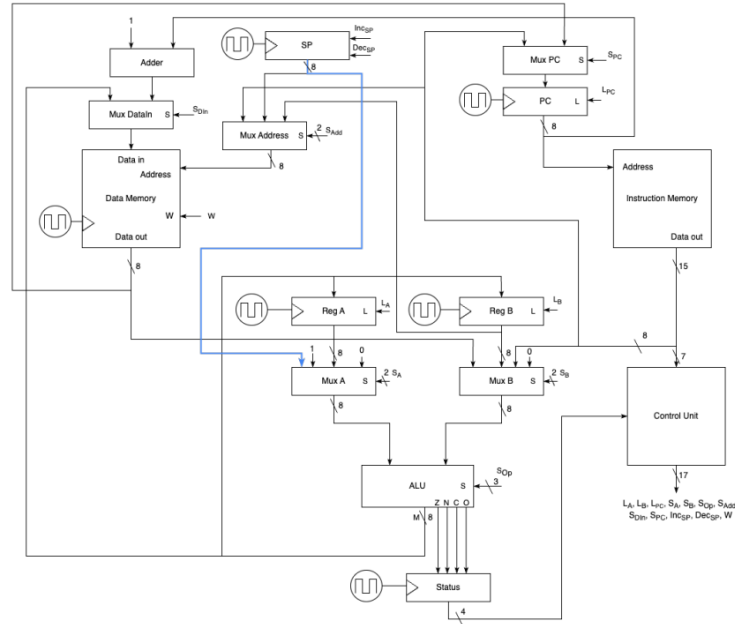 1
Adder
Mux DataIn S
S_DIn
Data in
Address
Data Memory
W
W
Data out
8
SP
Inc_SP
Dec_SP
8
Mux Address S
2 S_Add
8
Mux PC S
S_PC
PC L
L_PC
8
Address
Instruction Memory
Data out
15
Reg A L
L_A
Reg B L
L_B
1
8
0
Mux A S
2 S_A
8
8
0
Mux B S
2 S_B
8
8
7
Control Unit
17
L_A, L_B, L_PC, S_A, S_B, S_Op, S_Add
S_DIn, S_PC, Inc_SP, Dec_SP, W
ALU S
S_Op
3
Z N C O
M
8
Status
4